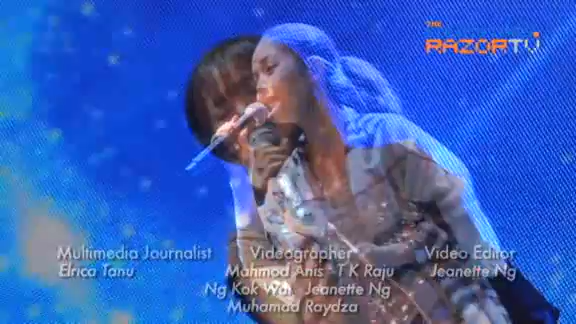 THE
RAZORTV
Multimedia Journalist Videographer Video Editor
Elrica Tanu Mahmod Anis T K Raju Jeanette Ng
Ng Kok Wai Jeanette Ng
Muhamad Raydza